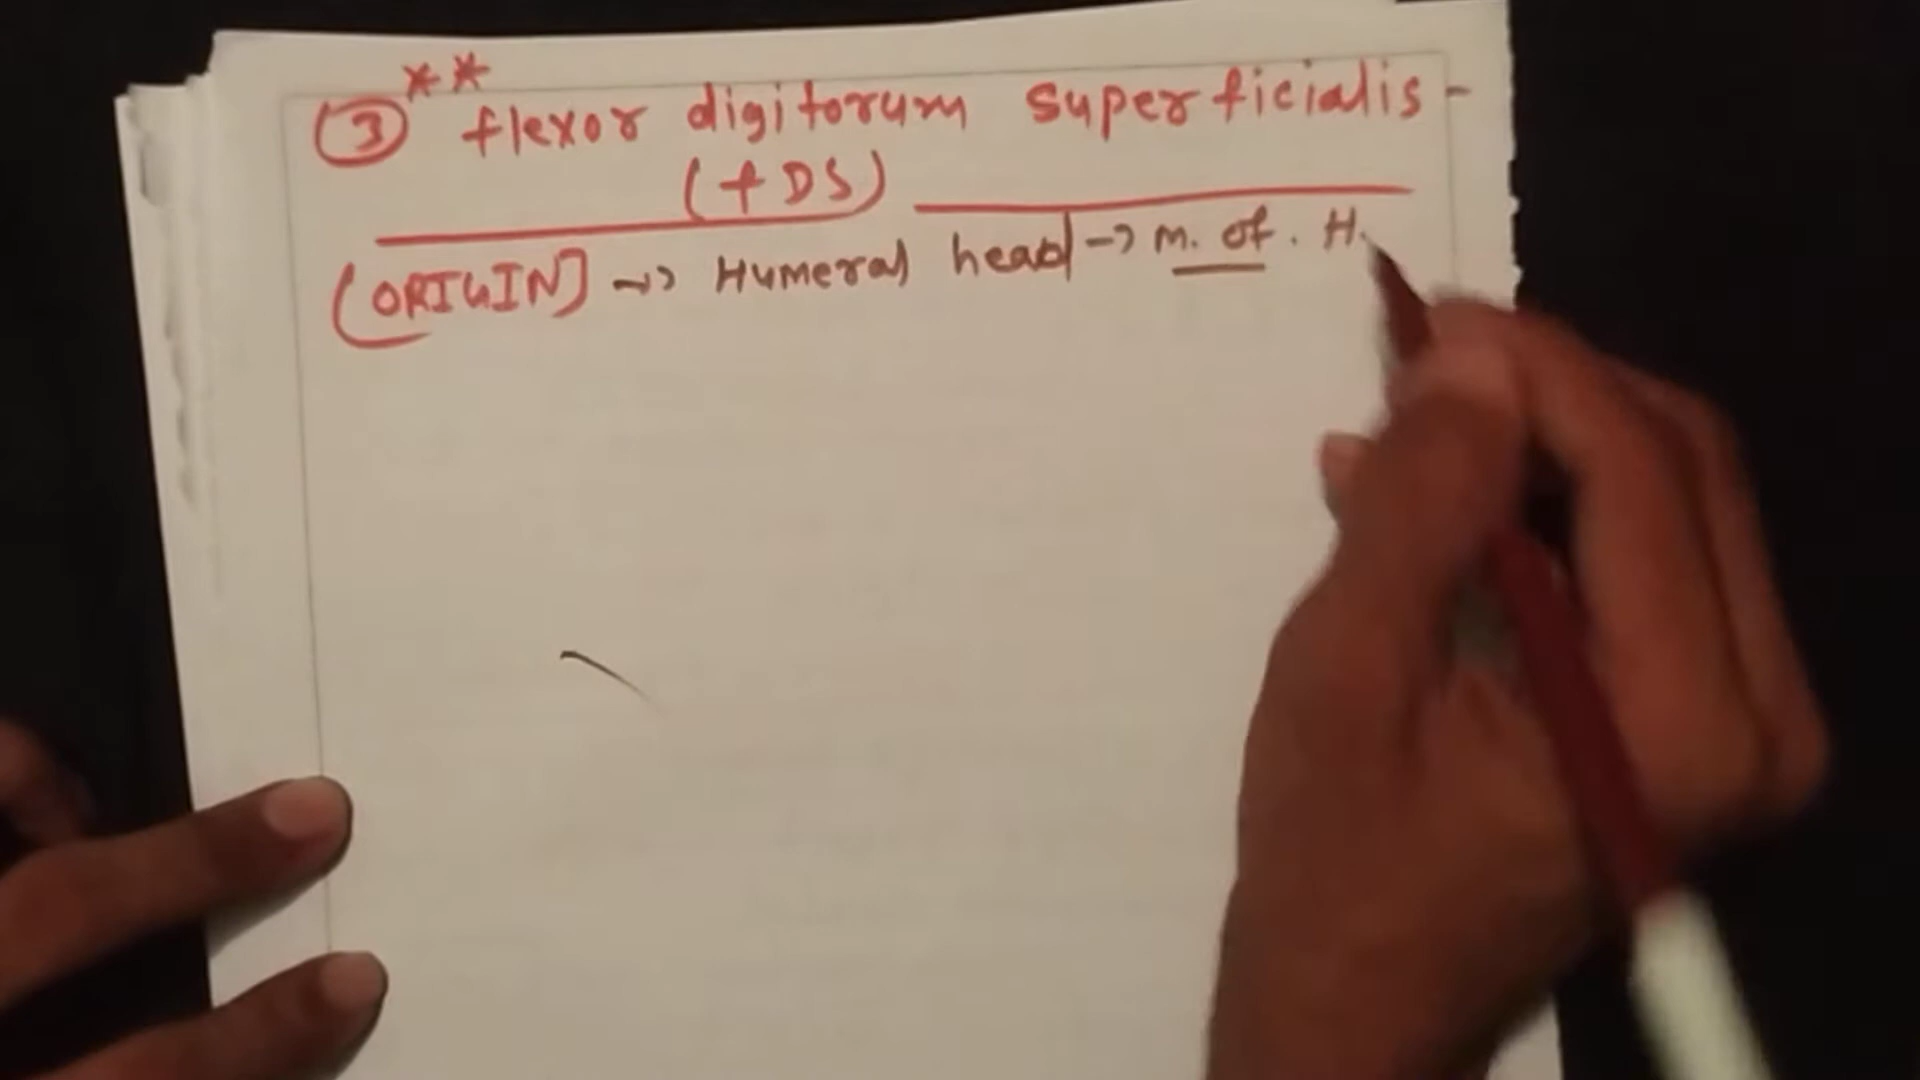 ③ ** flexor digitorum superficialis -
(fDS)
[ORIGIN] → Humeral head → m. of. H.